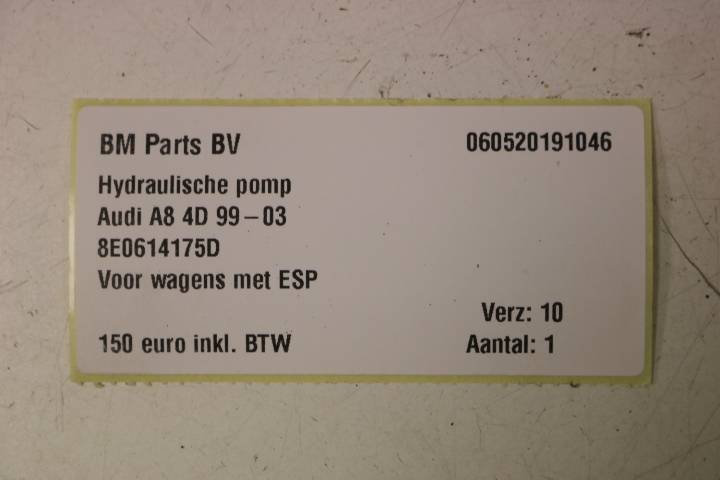 BM Parts BV 060520191046
Hydraulische pomp
Audi A8 4D 99-03
8E0614175D
Voor wagens met ESP
Verz: 10
150 euro inkl. BTW Aantal: 1